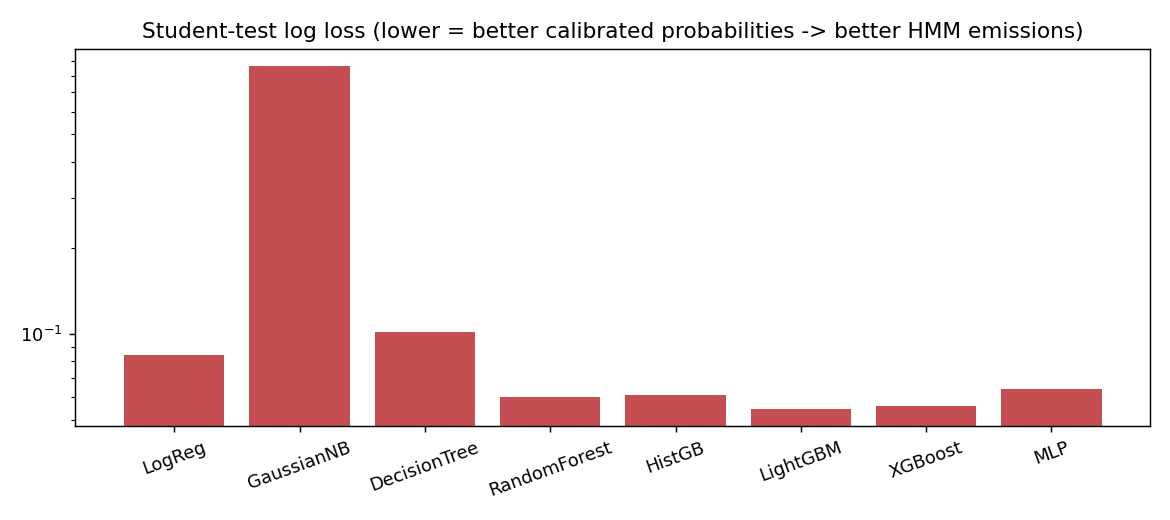 Student-test log loss (lower = better calibrated probabilities -> better HMM emissions)
10⁻¹
LogReg
GaussianNB
DecisionTree
RandomForest
HistGB
LightGBM
XGBoost
MLP